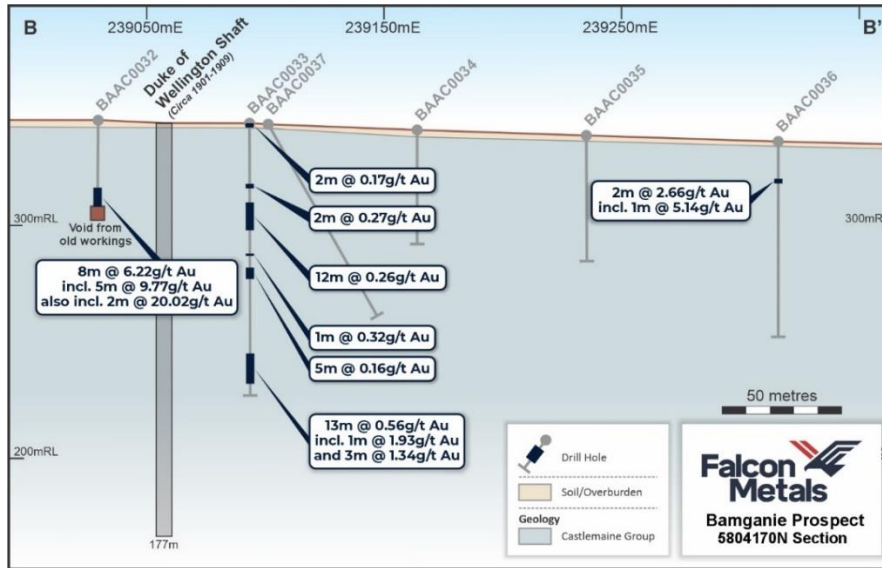 B
239050mE
239150mE
239250mE
B'
BAAC0032
Duke of
Wellington Shaft
(Circa 1901-1909)
BAAC0033
BAAC0037
BAAC0034
BAAC0035
BAAC0036
2m @ 0.17g/t Au
2m @ 0.27g/t Au
2m @ 2.66g/t Au
incl. 1m @ 5.14g/t Au
300mRL
300mRL
Void from
old workings
8m @ 6.22g/t Au
incl. 5m @ 9.77g/t Au
also incl. 2m @ 20.02g/t Au
12m @ 0.26g/t Au
1m @ 0.32g/t Au
5m @ 0.16g/t Au
13m @ 0.56g/t Au
incl. 1m @ 1.93g/t Au
and 3m @ 1.34g/t Au
50 metres
200mRL
177m
Drill Hole
Soil/Overburden
Geology
Castlemaine Group
Falcon
Metals
Bamganie Prospect
5804170N Section